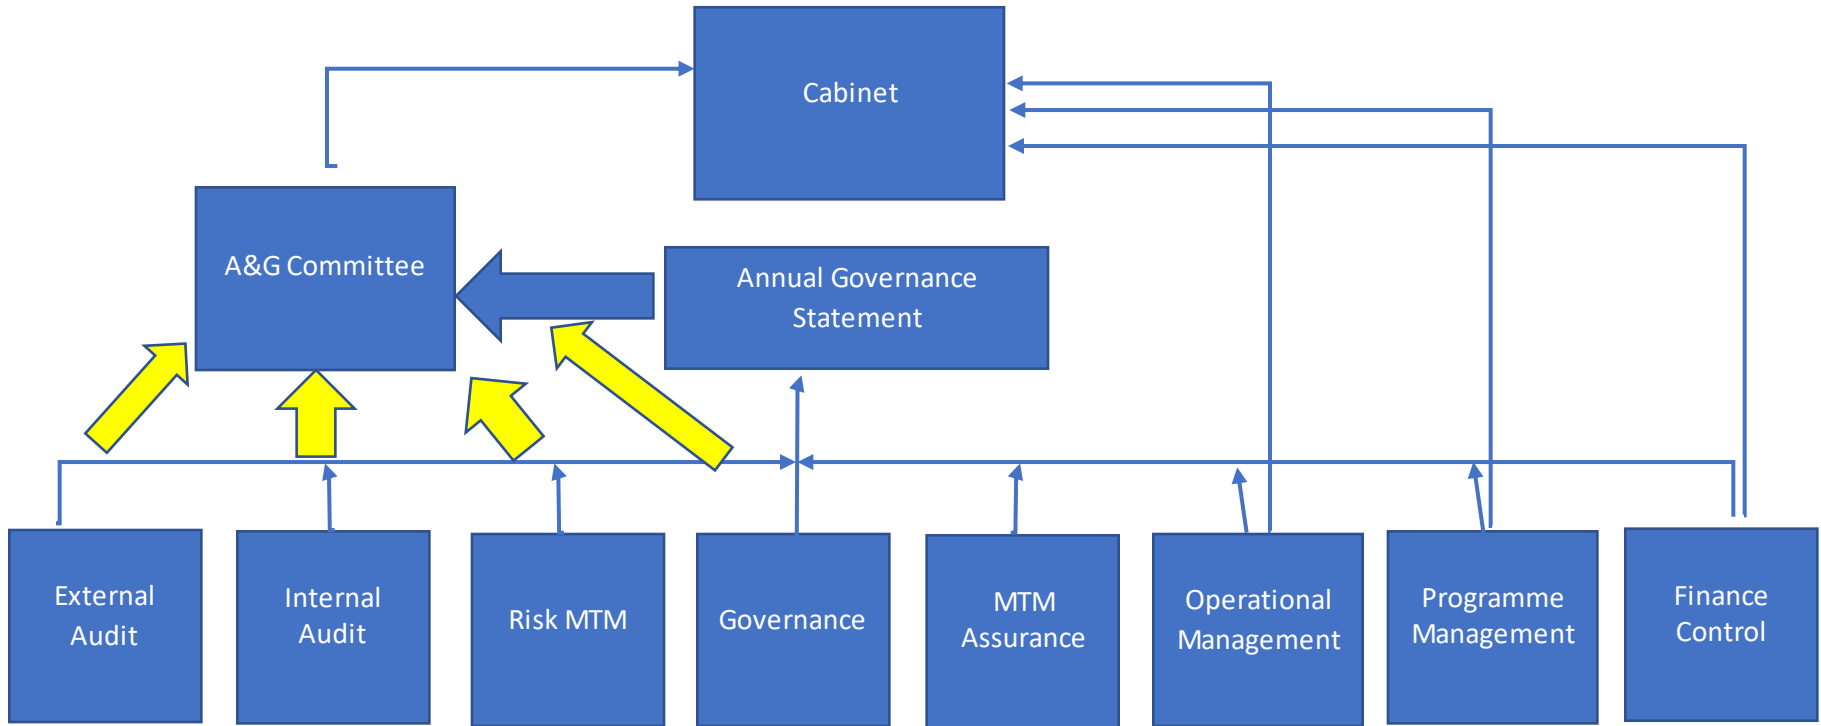 Cabinet
A&G Committee
Annual Governance
Statement
External
Audit
Internal
Audit
Risk MTM
Governance
MTM
Assurance
Operational
Management
Programme
Management
Finance
Control